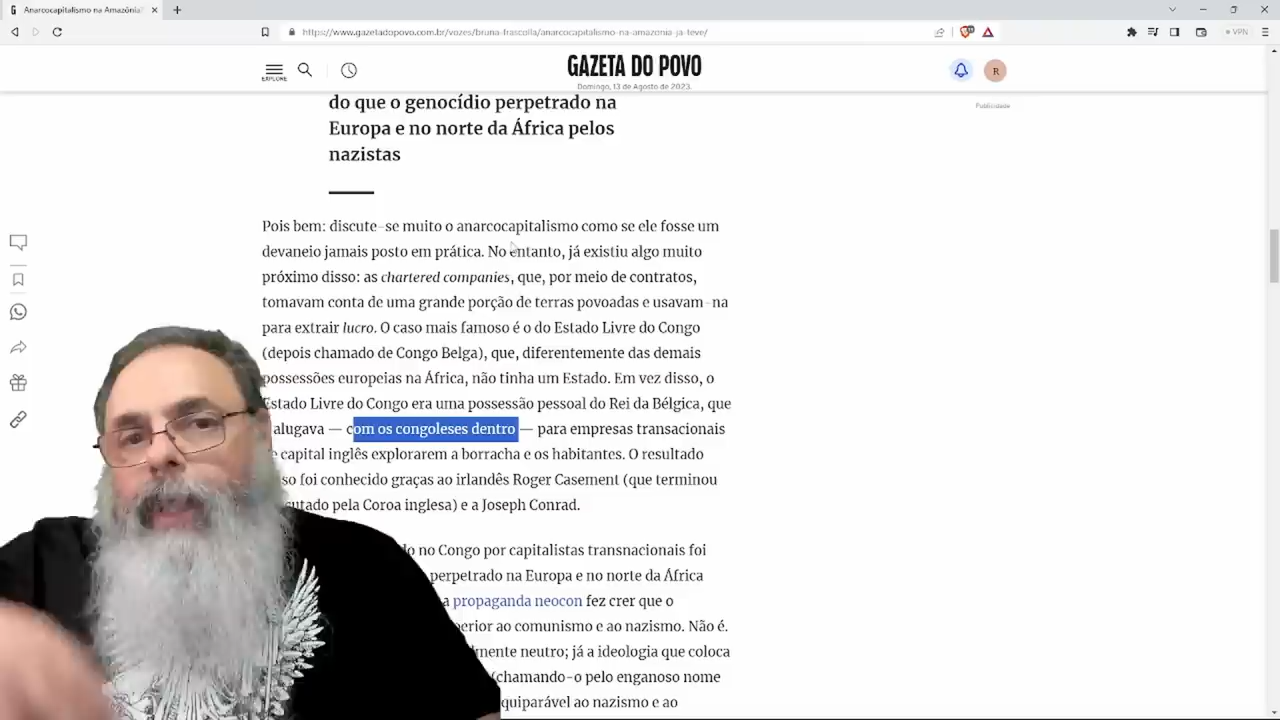 Anarcocapitalismo na Amazônia
https://www.gazetadopovo.com.br/vozes/bruna-frascolla/anarcocapitalismo-na-amazonia-ja-teve/
VPN
EXPLORE
GAZETA DO POVO
Domingo, 13 de Agosto de 2023.
R
Publicidade
do que o genocídio perpetrado na
Europa e no norte da África pelos
nazistas
Pois bem: discute-se muito o anarcocapitalismo como se ele fosse um
devaneio jamais posto em prática. No entanto, já existiu algo muito
próximo disso: as chartered companies, que, por meio de contratos,
tomavam conta de uma grande porção de terras povoadas e usavam-na
para extrair lucro. O caso mais famoso é o do Estado Livre do Congo
(depois chamado de Congo Belga), que, diferentemente das demais
possessões europeias na África, não tinha um Estado. Em vez disso, o
Estado Livre do Congo era uma possessão pessoal do Rei da Bélgica, que
alugava — com os congoleses dentro — para empresas transacionais
capital inglês explorarem a borracha e os habitantes. O resultado
so foi conhecido graças ao irlandês Roger Casement (que terminou
cutado pela Coroa inglesa) e a Joseph Conrad.
no Congo por capitalistas transnacionais foi
perpetrado na Europa e no norte da África
a propaganda neocon fez crer que o
perior ao comunismo e ao nazismo. Não é.
lmente neutro; já a ideologia que coloca
(chamando-o pelo enganoso nome
quiparável ao nazismo e ao